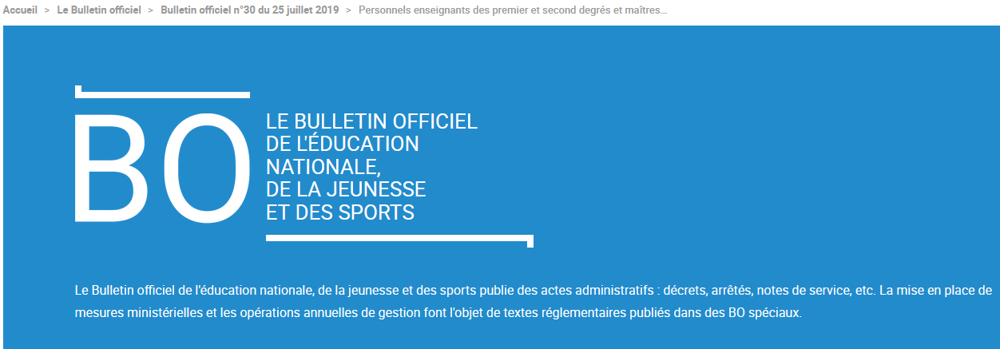 Accueil > Le Bulletin officiel > Bulletin officiel n°30 du 25 juillet 2019 > Personnels enseignants des premier et second degrés et maîtres...
BO
LE BULLETIN OFFICIEL
DE L'ÉDUCATION
NATIONALE,
DE LA JEUNESSE
ET DES SPORTS
Le Bulletin officiel de l'éducation nationale, de la jeunesse et des sports publie des actes administratifs : décrets, arrêtés, notes de service, etc. La mise en place de
mesures ministérielles et les opérations annuelles de gestion font l'objet de textes réglementaires publiés dans des BO spéciaux.